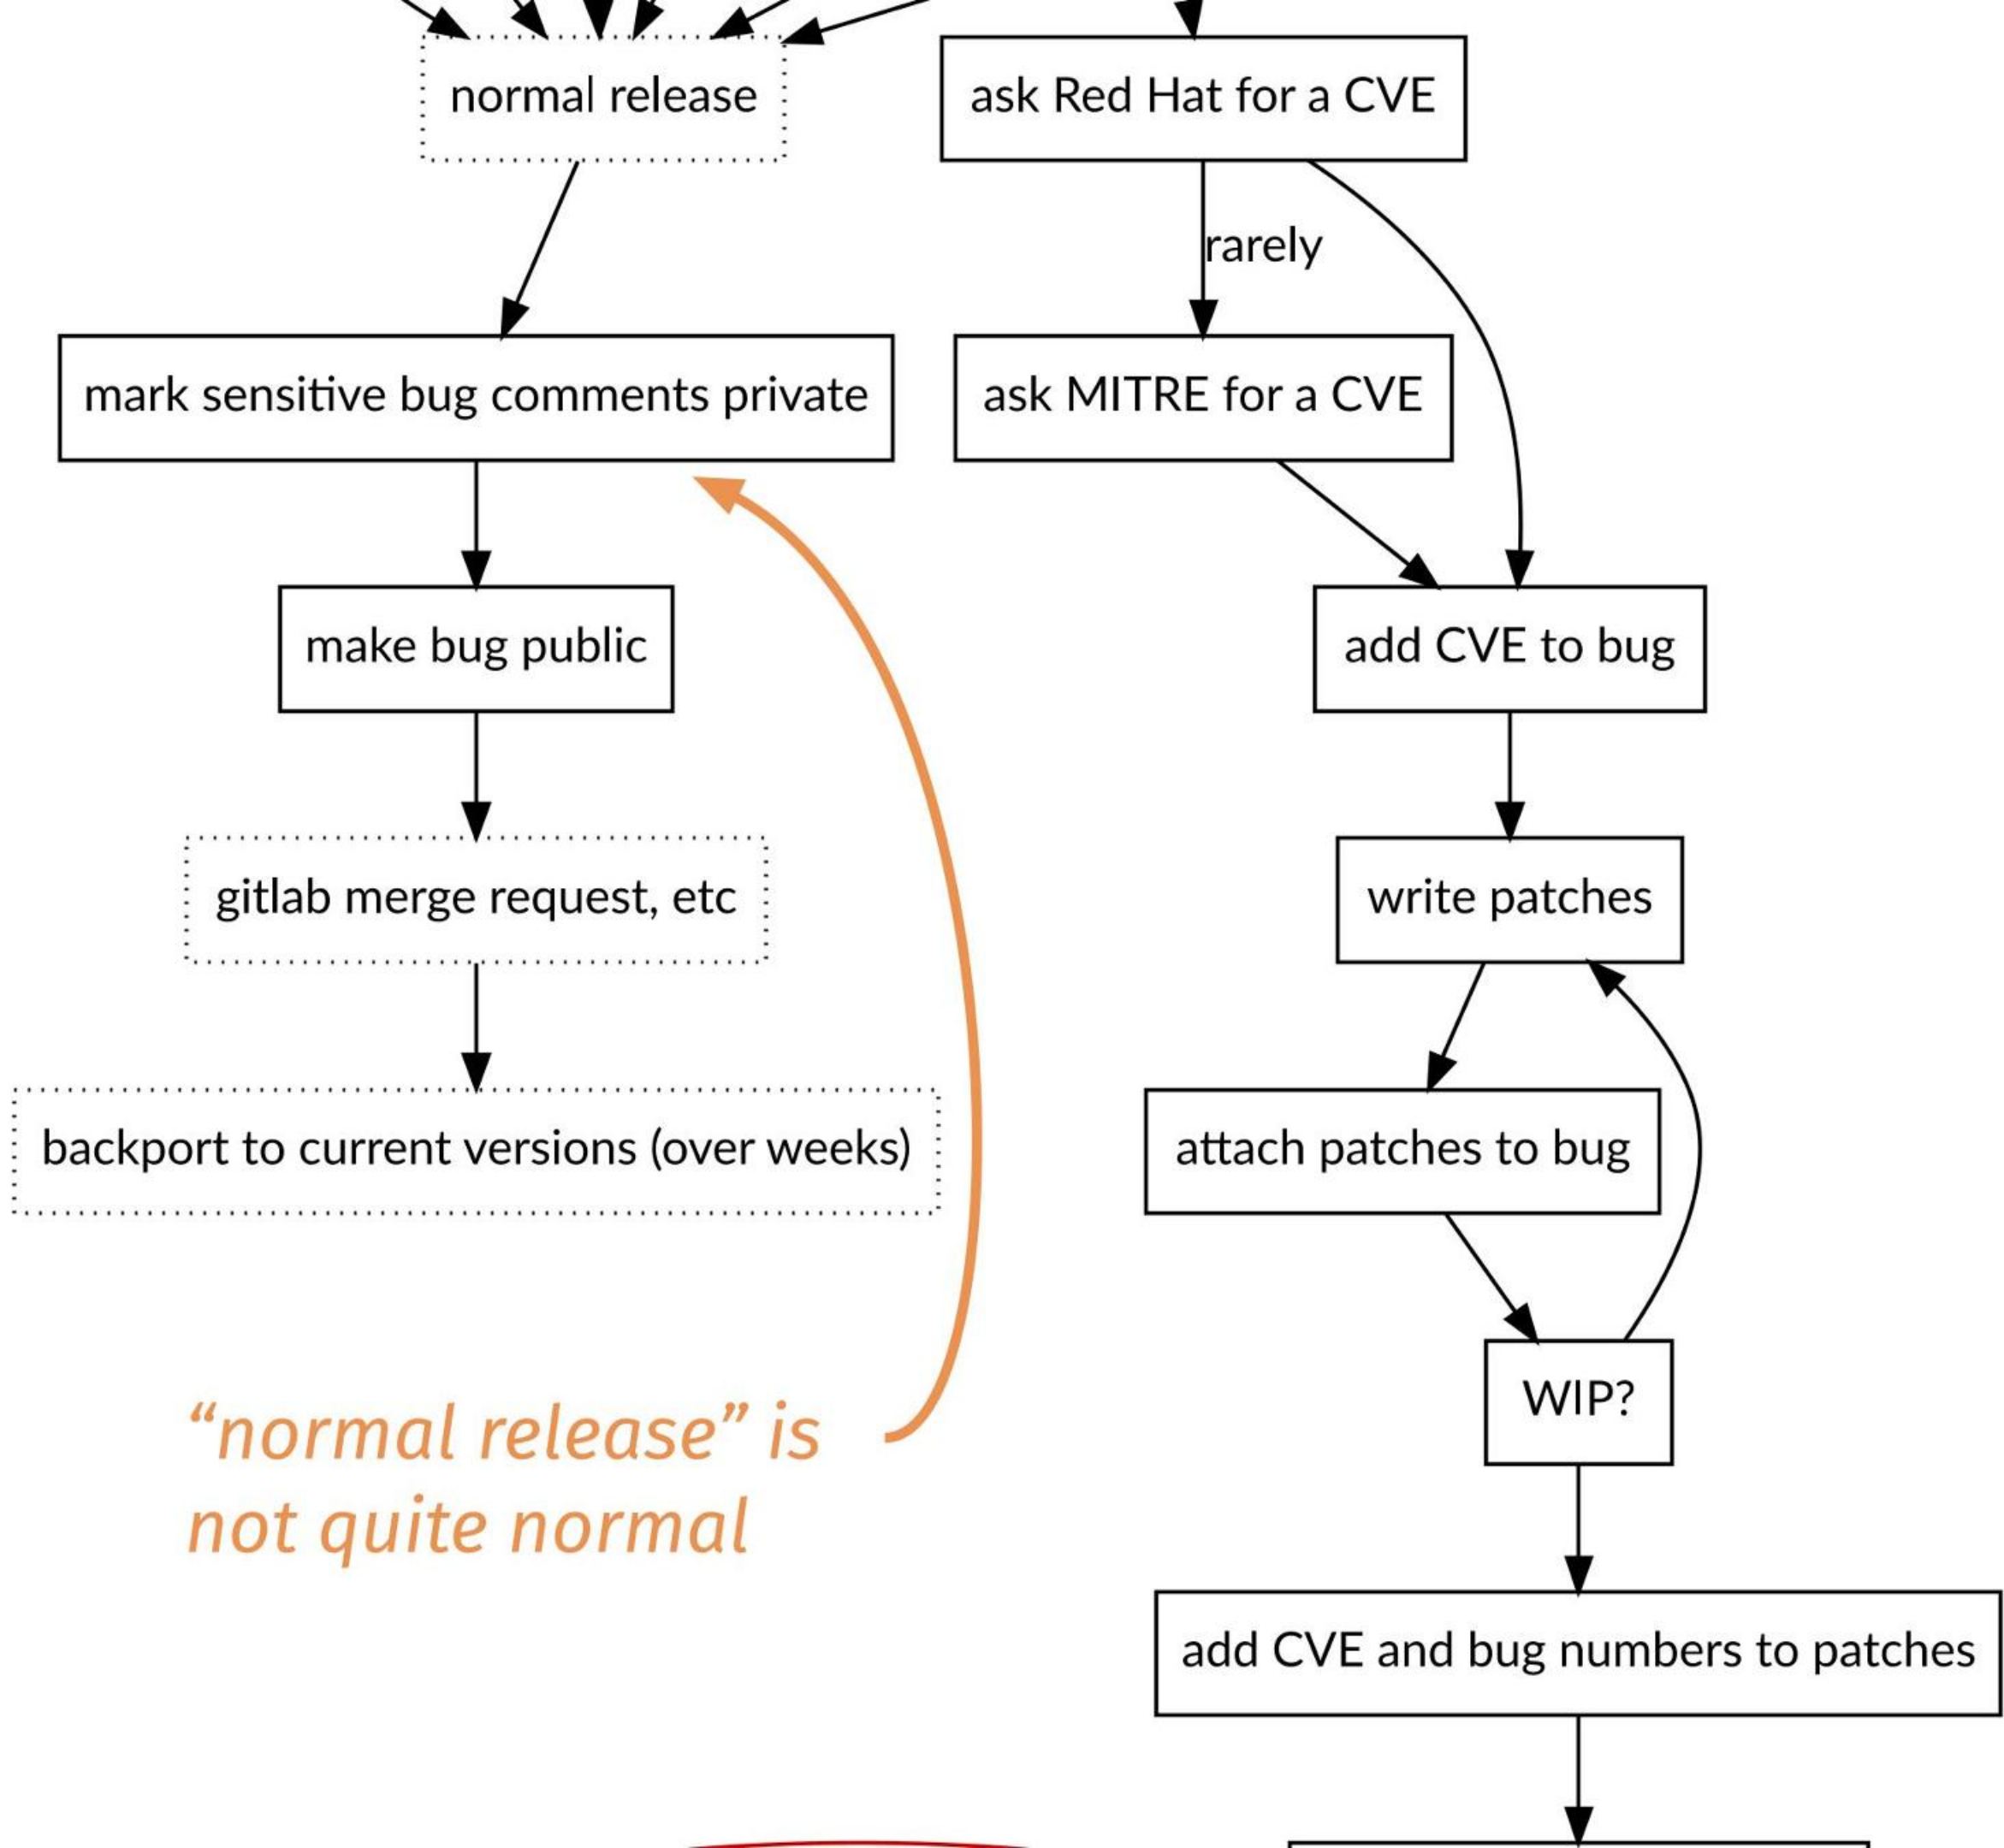 normal release
ask Red Hat for a CVE
rarely
mark sensitive bug comments private
ask MITRE for a CVE
make bug public
add CVE to bug
gitlab merge request, etc
write patches
backport to current versions (over weeks)
attach patches to bug
WIP?
“normal release” is
not quite normal
add CVE and bug numbers to patches